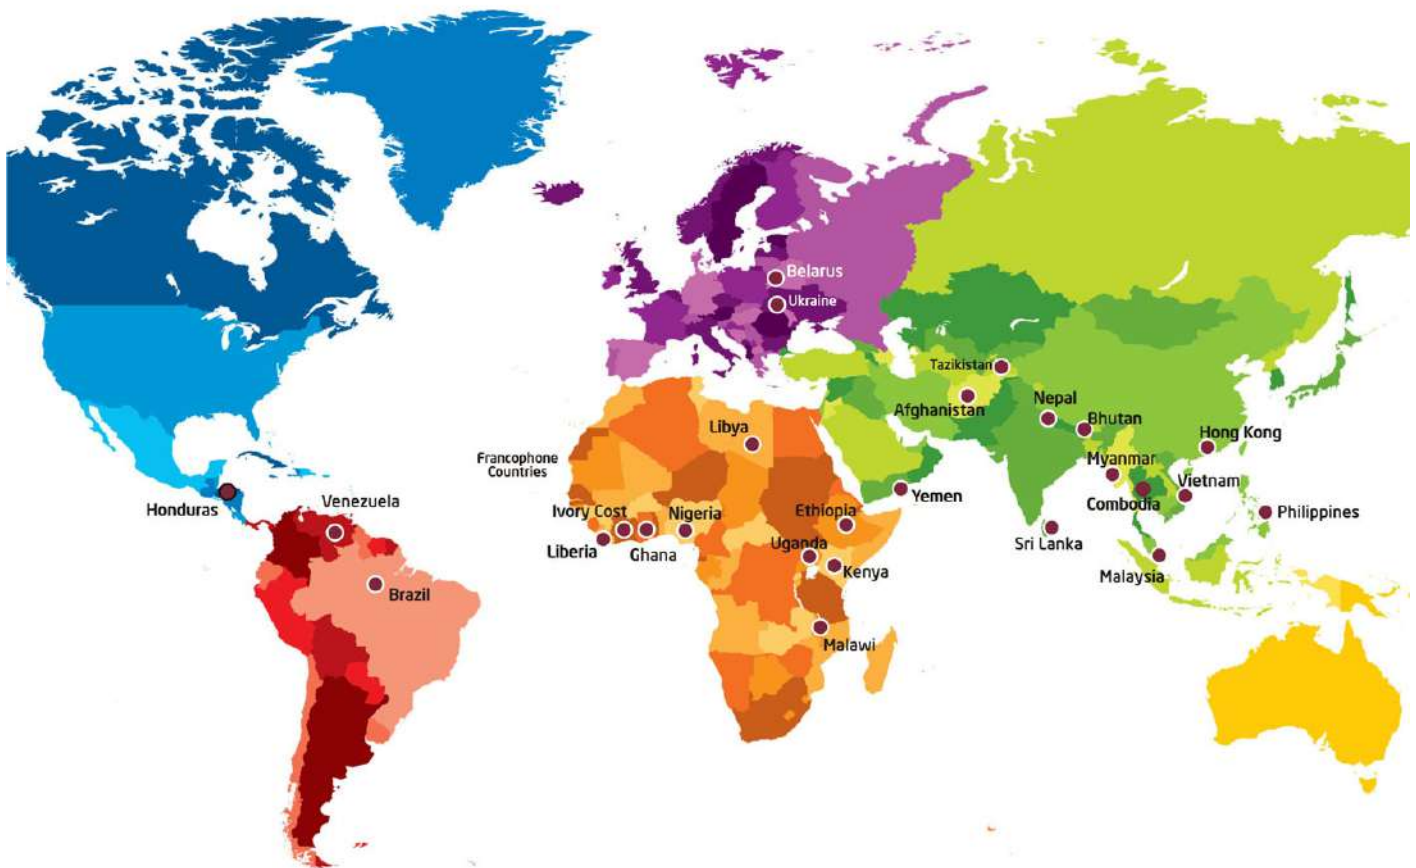 Belarus
Ukraine
Tazikistan
Afghanistan
Nepal
Bhutan
Libya
Hong Kong
Francophone
Countries
Myanmar
Vietnam
Honduras
Venezuela
Yemen
Combodia
Ivory Cost
Nigeria
Ethiopia
Philippines
Liberia
Ghana
Uganda
Sri Lanka
Kenya
Malaysia
Brazil
Malawi